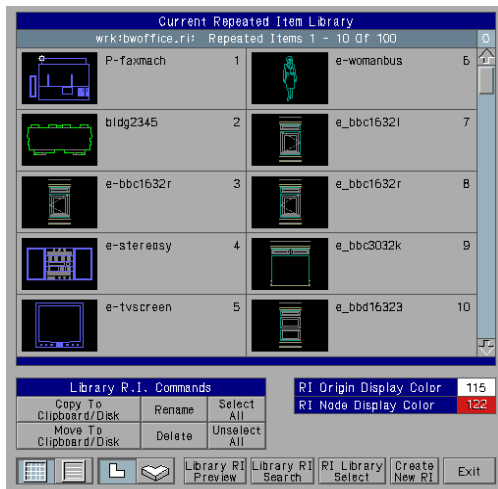 Current Repeated Item Library
wrk:bwoffice.ri: Repeated Items 1 - 10 Of 100 0
P-faxmach 1
e-womanbus 6
bldg2345 2
e_bbc1632l 7
e-bbc1632r 3
e_bbc1632r 8
e-stereosy 4
e_bbc3032k 9
e-tvscreen 5
e_bbd16323 10
Library R.I. Commands
Copy To Clipboard/Disk
Rename
Select All
Move To Clipboard/Disk
Delete
Unselect All
RI Origin Display Color 115
RI Node Display Color 122
Library RI Preview
Library RI Search
RI Library Select
Create New RI
Exit